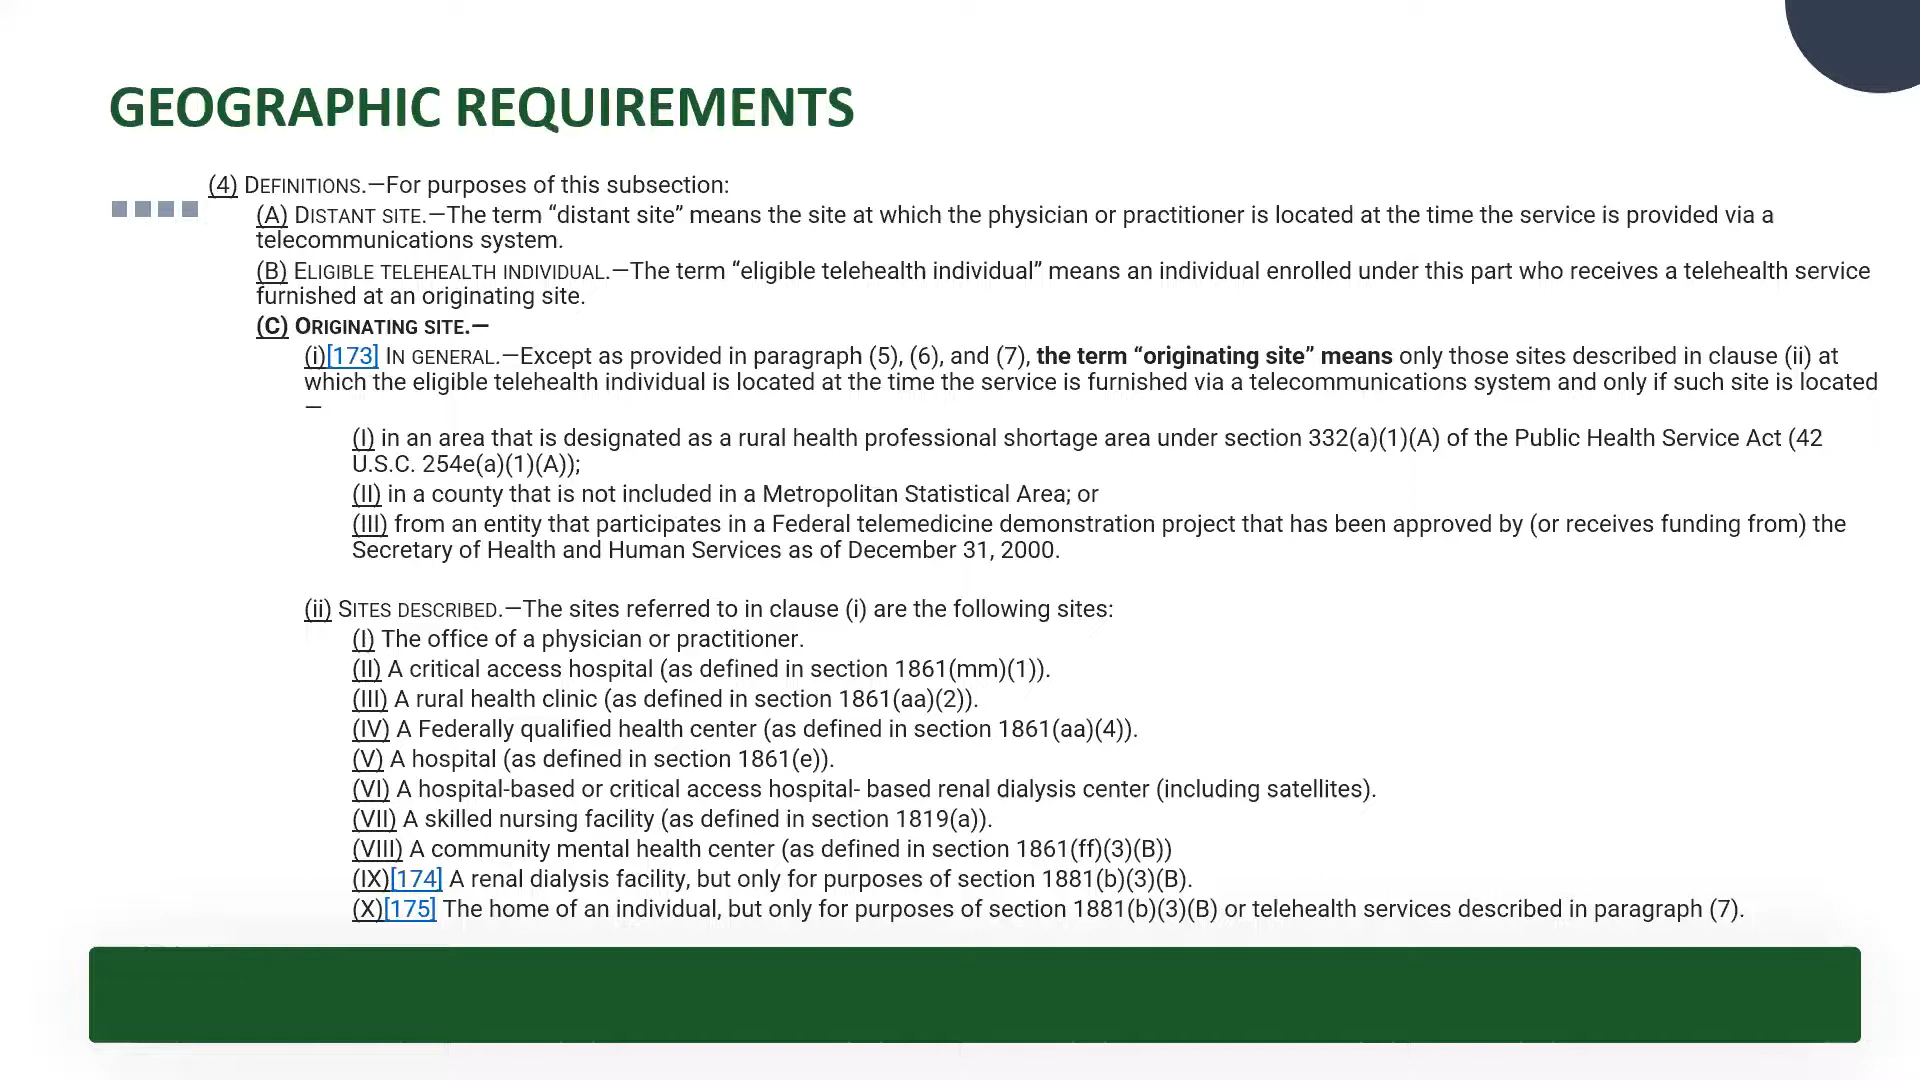 GEOGRAPHIC REQUIREMENTS
(4) DEFINITIONS.—For purposes of this subsection:
(A) DISTANT SITE.—The term “distant site” means the site at which the physician or practitioner is located at the time the service is provided via a
telecommunications system.
(B) ELIGIBLE TELEHEALTH INDIVIDUAL.—The term “eligible telehealth individual” means an individual enrolled under this part who receives a telehealth service
furnished at an originating site.
(C) ORIGINATING SITE.—
(i)[173] IN GENERAL.—Except as provided in paragraph (5), (6), and (7), the term “originating site” means only those sites described in clause (ii) at
which the eligible telehealth individual is located at the time the service is furnished via a telecommunications system and only if such site is located
—
(I) in an area that is designated as a rural health professional shortage area under section 332(a)(1)(A) of the Public Health Service Act (42
U.S.C. 254e(a)(1)(A));
(II) in a county that is not included in a Metropolitan Statistical Area; or
(III) from an entity that participates in a Federal telemedicine demonstration project that has been approved by (or receives funding from) the
Secretary of Health and Human Services as of December 31, 2000.
(ii) SITES DESCRIBED.—The sites referred to in clause (i) are the following sites:
(I) The office of a physician or practitioner.
(II) A critical access hospital (as defined in section 1861(mm)(1)).
(III) A rural health clinic (as defined in section 1861(aa)(2)).
(IV) A Federally qualified health center (as defined in section 1861(aa)(4)).
(V) A hospital (as defined in section 1861(e)).
(VI) A hospital-based or critical access hospital- based renal dialysis center (including satellites).
(VII) A skilled nursing facility (as defined in section 1819(a)).
(VIII) A community mental health center (as defined in section 1861(ff)(3)(B))
(IX)[174] A renal dialysis facility, but only for purposes of section 1881(b)(3)(B).
(X)[175] The home of an individual, but only for purposes of section 1881(b)(3)(B) or telehealth services described in paragraph (7).